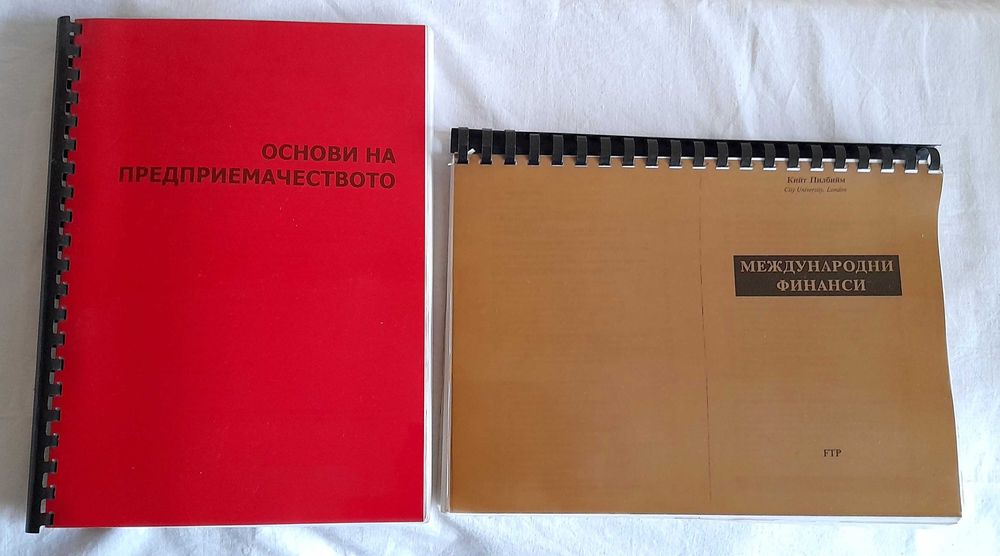 ОСНОВИ НА
ПРЕДПРИЕМАЧЕСТВОТО
Кийт Пилбийм
City University, London
МЕЖДУНАРОДНИ
ФИНАНСИ
FTP